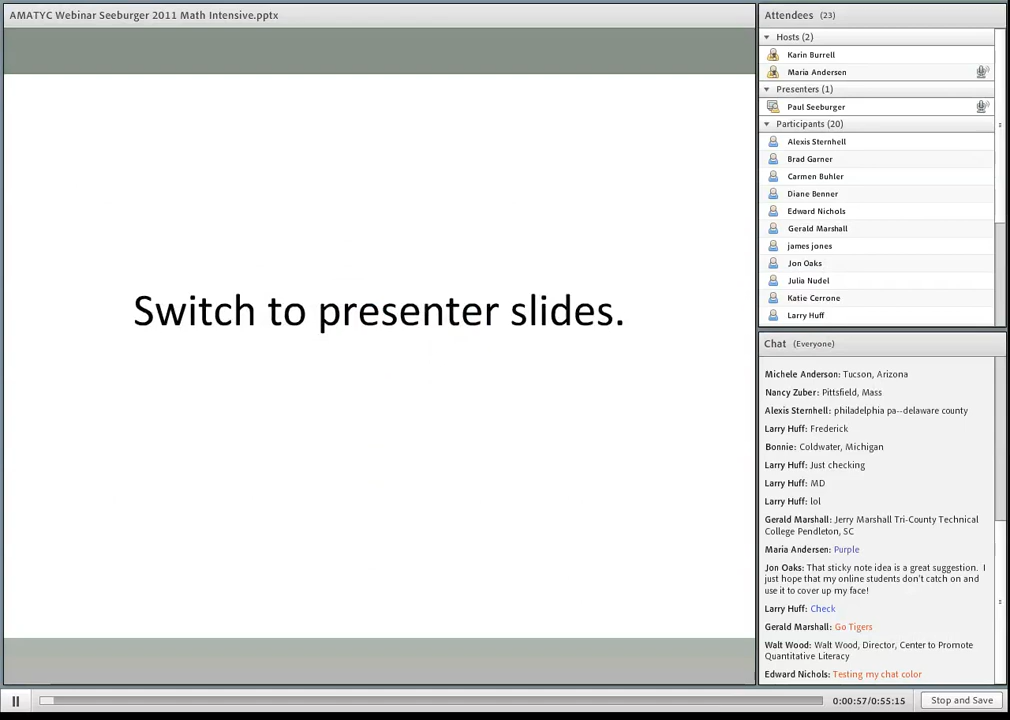 AMATYC Webinar Seeburger 2011 Math Intensive.pptx
Switch to presenter slides.
Attendees (23)
Hosts (2)
Karin Burrell
Maria Andersen
Presenters (1)
Paul Seeburger
Participants (20)
Alexis Sternhell
Brad Garner
Carmen Buhler
Diane Benner
Edward Nichols
Gerald Marshall
james jones
Jon Oaks
Julia Nudel
Katie Cerrone
Larry Huff
Chat (Everyone)
Michele Anderson: Tucson, Arizona
Nancy Zuber: Pittsfield, Mass
Alexis Sternhell: philadelphia pa--delaware county
Larry Huff: Frederick
Bonnie: Coldwater, Michigan
Larry Huff: Just checking
Larry Huff: MD
Larry Huff: lol
Gerald Marshall: Jerry Marshall Tri-County Technical
College Pendleton, SC
Maria Andersen: Purple
Jon Oaks: That sticky note idea is a great suggestion. I
just hope that my online students don't catch on and
use it to cover up my face!
Larry Huff: Check
Gerald Marshall: Go Tigers
Walt Wood: Walt Wood, Director, Center to Promote
Quantitative Literacy
Edward Nichols: Testing my chat color
0:00:57/0:55:15
Stop and Save